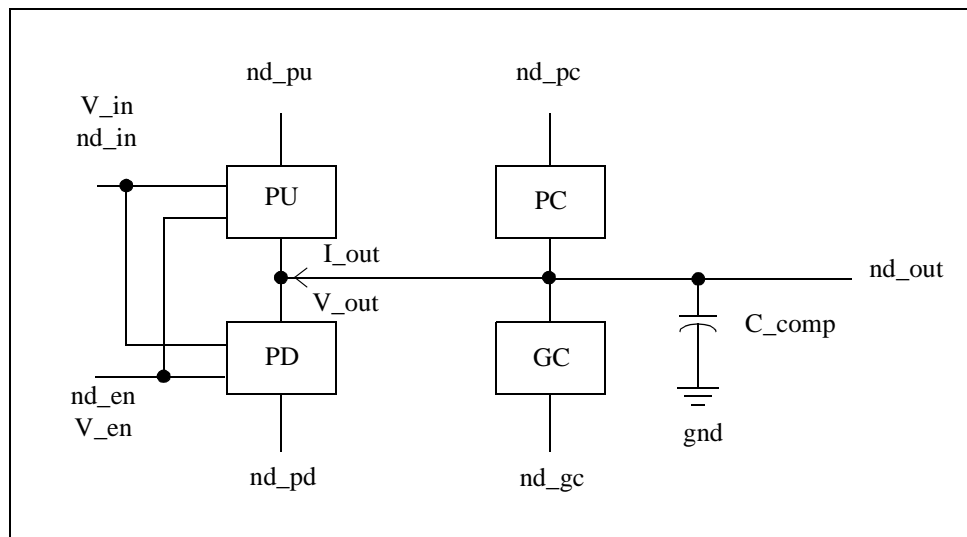 nd_pu
nd_pc
V_in
nd_in
PU
PC
I_out
nd_out
V_out
C_comp
PD
GC
nd_en
V_en
gnd
nd_pd
nd_gc